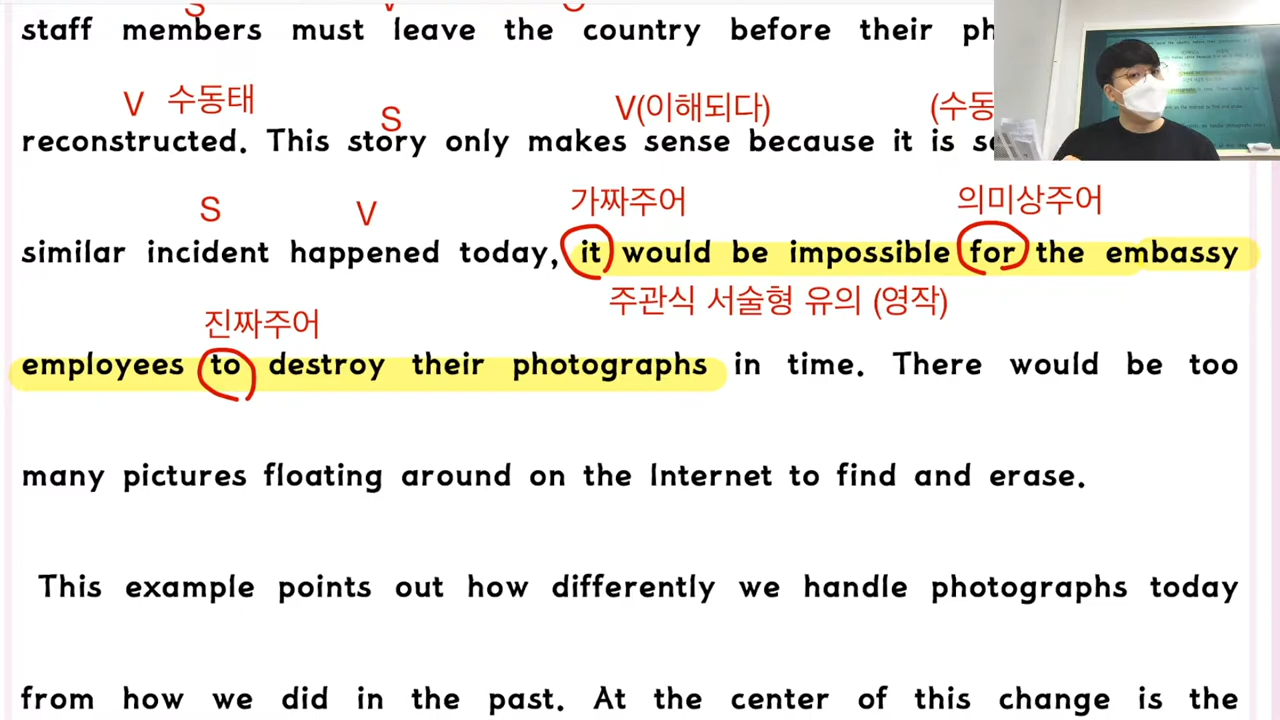 S V
staff members must leave the country before their ph
V 수동태 S V(이해되다) (수동
reconstructed. This story only makes sense because it is
S V 가짜주어 의미상주어
similar incident happened today, it would be impossible for the embassy
주관식 서술형 유의 (영작)
진짜주어
employees to destroy their photographs in time. There would be too
many pictures floating around on the Internet to find and erase.
This example points out how differently we handle photographs today
from how we did in the past. At the center of this change is the